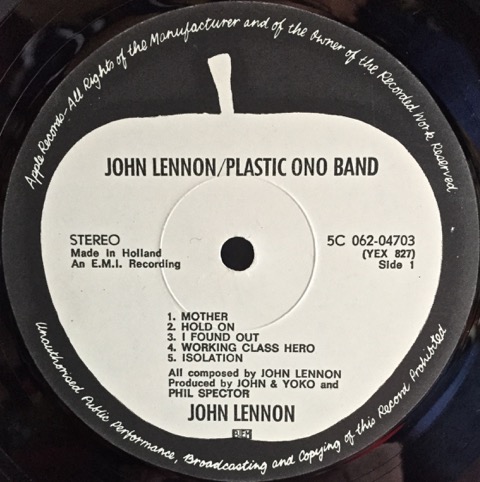 Apple Records-All Rights of the Manufacturer and of the Owner of the Recorded Work Reserved
JOHN LENNON/PLASTIC ONO BAND
STEREO
Made in Holland
An E.M.I. Recording
5C 062-04703
(YEX 827)
Side 1
1. MOTHER
2. HOLD ON
3. I FOUND OUT
4. WORKING CLASS HERO
5. ISOLATION
All composed by JOHN LENNON
Produced by JOHN & YOKO and
PHIL SPECTOR
JOHN LENNON
Unauthorised Public Performance, Broadcasting and Copying of this Record Prohibited